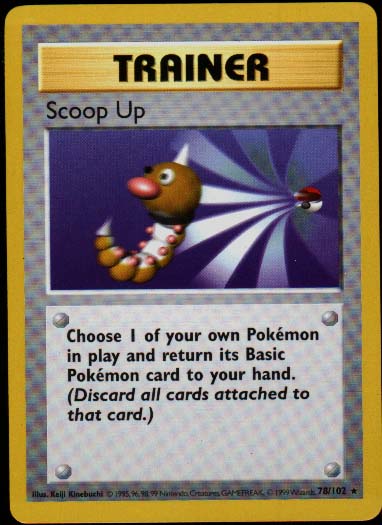 TRAINER
Scoop Up
Choose 1 of your own Pokémon
in play and return its Basic
Pokémon card to your hand.
(Discard all cards attached to
that card.)
Illus. Keiji Kinebuchi © 1995, 96, 98, 99 Nintendo, Creatures, GAMEFREAK. © 1999 Wizards. 78/102 ★